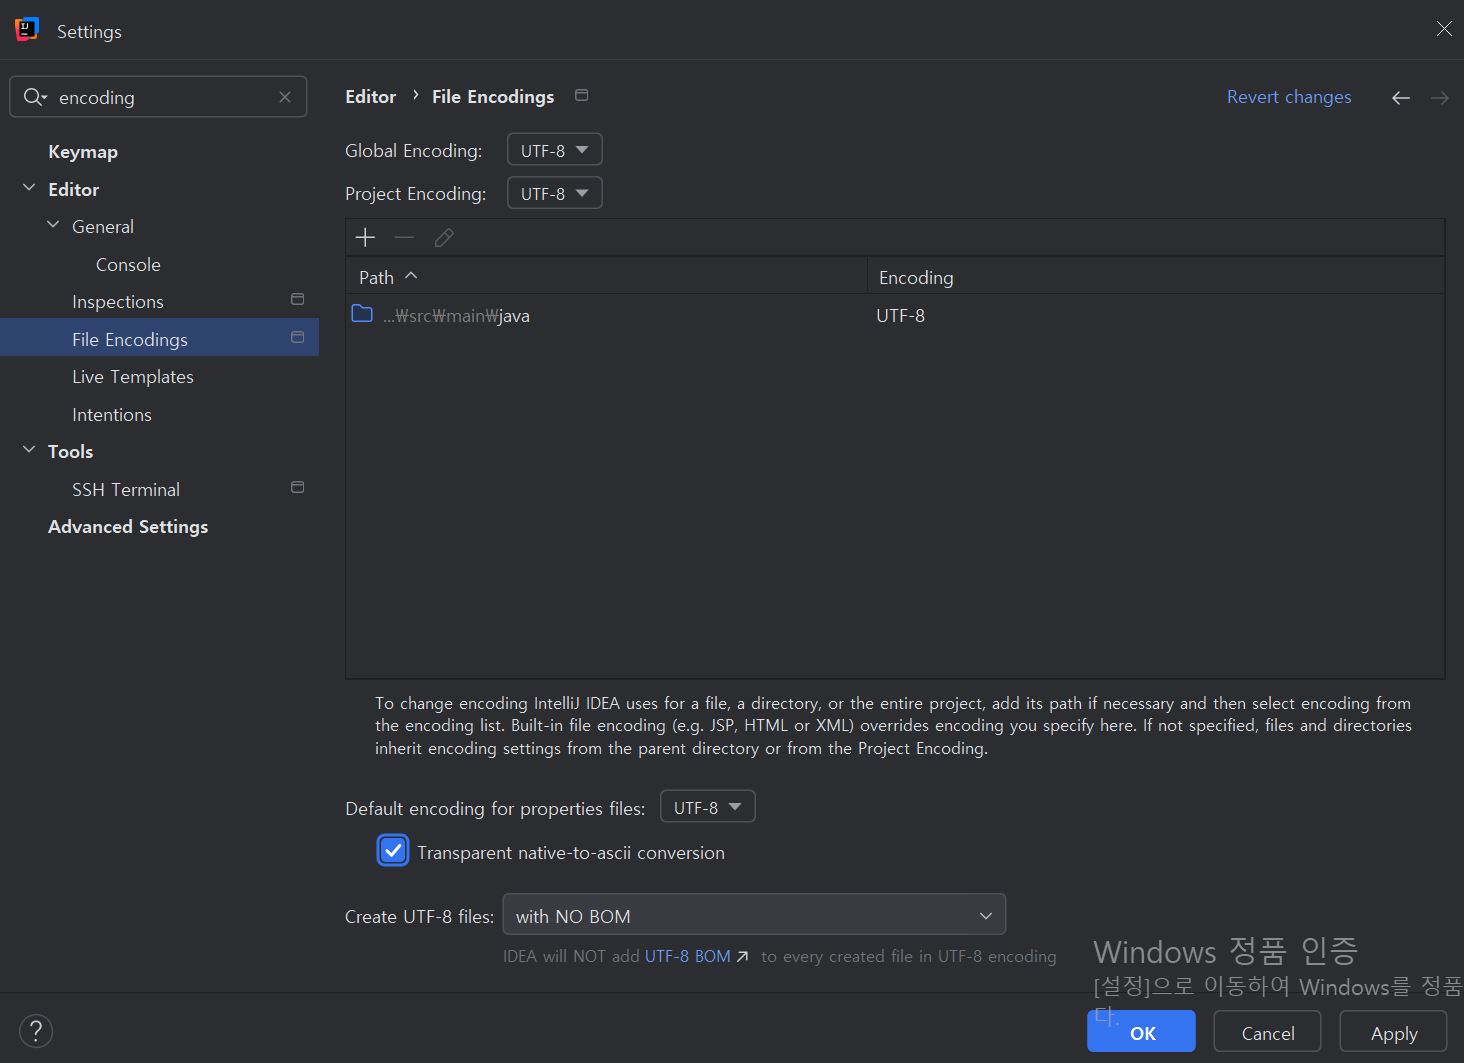 Settings
encoding
Editor › File Encodings
Revert changes
Keymap
Editor
General
Console
Inspections
File Encodings
Live Templates
Intentions
Tools
SSH Terminal
Advanced Settings
Global Encoding: UTF-8
Project Encoding: UTF-8
Path Encoding
...₩src₩main₩java UTF-8
To change encoding IntelliJ IDEA uses for a file, a directory, or the entire project, add its path if necessary and then select encoding from
the encoding list. Built-in file encoding (e.g. JSP, HTML or XML) overrides encoding you specify here. If not specified, files and directories
inherit encoding settings from the parent directory or from the Project Encoding.
Default encoding for properties files: UTF-8
Transparent native-to-ascii conversion
Create UTF-8 files: with NO BOM
IDEA will NOT add UTF-8 BOM ↗ to every created file in UTF-8 encoding
Windows 정품 인증
[설정]으로 이동하여 Windows를 정품
다.
?
OK
Cancel
Apply